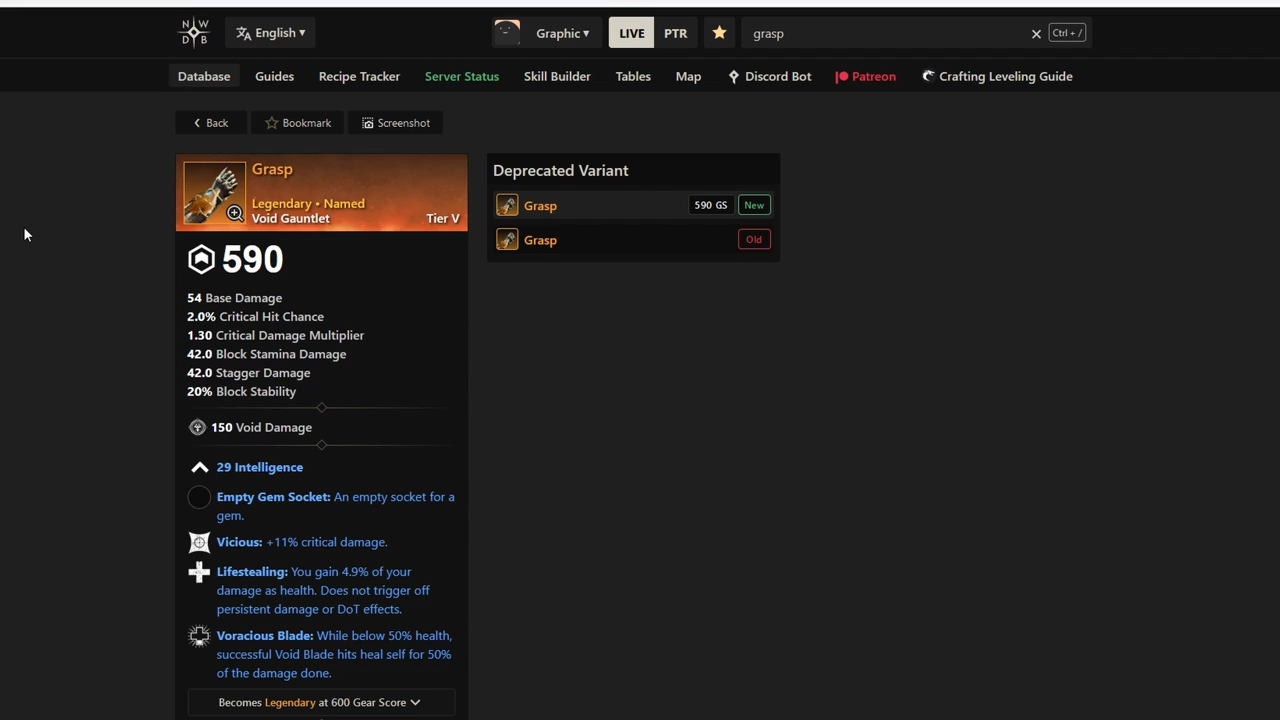 NW
DB
English ▾
Graphic ▾
LIVE
PTR
grasp
Ctrl + /
Database
Guides
Recipe Tracker
Server Status
Skill Builder
Tables
Map
Discord Bot
Patreon
Crafting Leveling Guide
Back
Bookmark
Screenshot
Grasp
Legendary • Named
Void Gauntlet
Tier V
590
54 Base Damage
2.0% Critical Hit Chance
1.30 Critical Damage Multiplier
42.0 Block Stamina Damage
42.0 Stagger Damage
20% Block Stability
150 Void Damage
29 Intelligence
Empty Gem Socket: An empty socket for a
gem.
Vicious: +11% critical damage.
Lifestealing: You gain 4.9% of your
damage as health. Does not trigger off
persistent damage or DoT effects.
Voracious Blade: While below 50% health,
successful Void Blade hits heal self for 50%
of the damage done.
Becomes Legendary at 600 Gear Score
Deprecated Variant
Grasp
590 GS
New
Grasp
Old